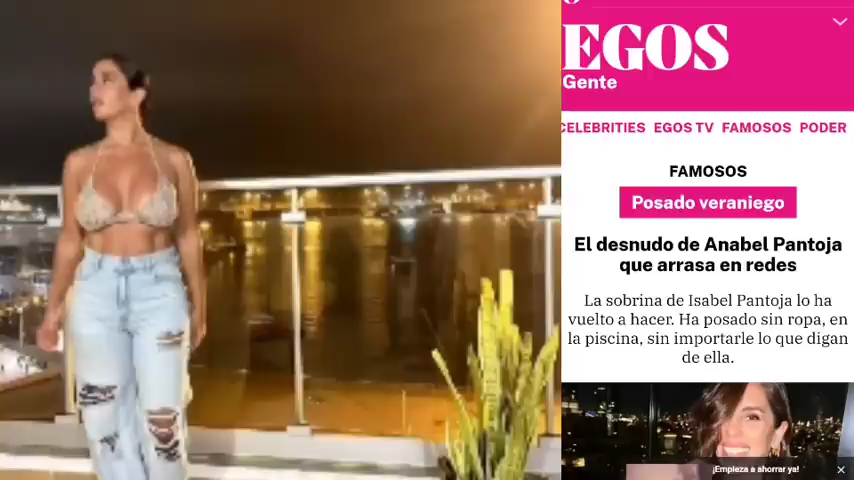 EGOS
Gente
CELEBRITIES EGOS TV FAMOSOS PODER
FAMOSOS
Posado veraniego
El desnudo de Anabel Pantoja
que arrasa en redes
La sobrina de Isabel Pantoja lo ha
vuelto a hacer. Ha posado sin ropa, en
la piscina, sin importarle lo que digan
de ella.
¡Empieza a ahorrar ya!